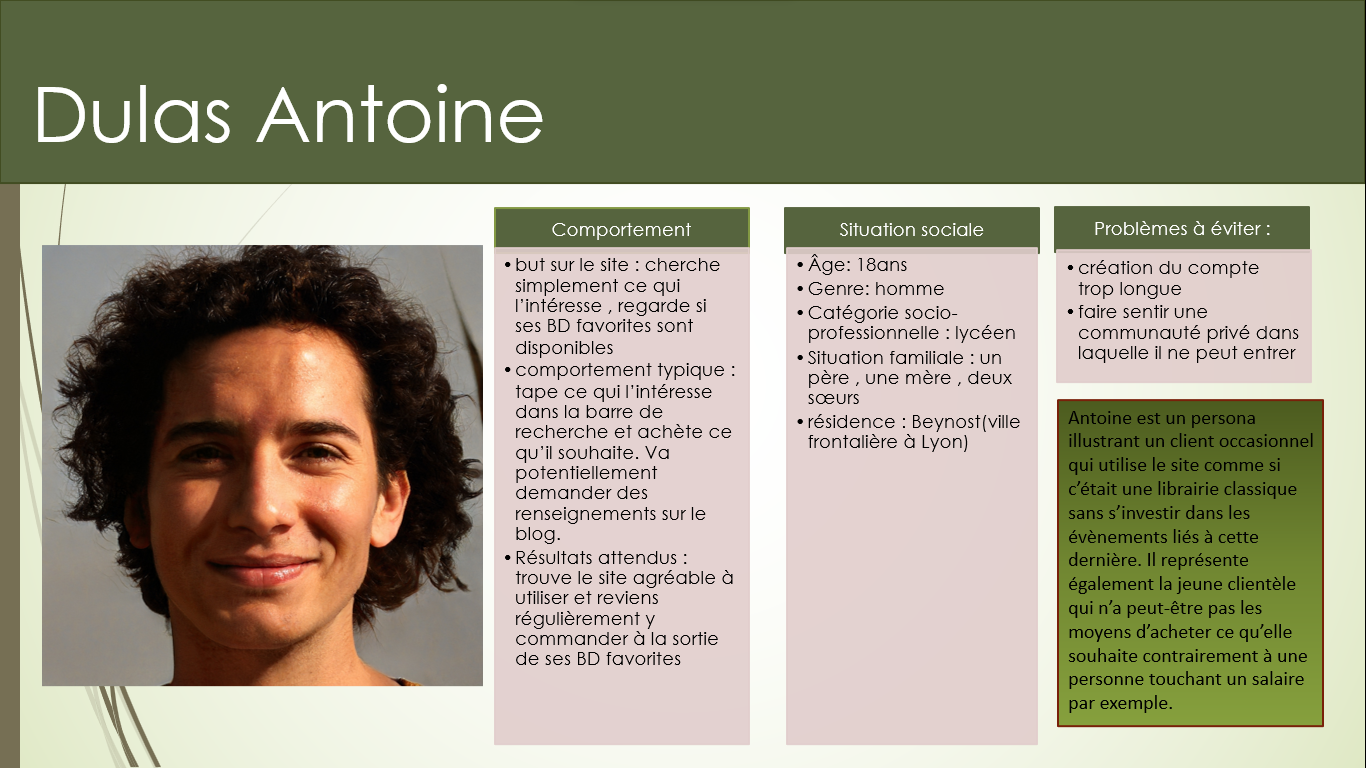 Dulas Antoine
Comportement
• but sur le site : cherche
simplement ce qui
l’intéresse , regarde si
ses BD favorites sont
disponibles
• comportement typique :
tape ce qui l’intéresse
dans la barre de
recherche et achète ce
qu’il souhaite. Va
potentiellement
demander des
renseignements sur le
blog.
• Résultats attendus :
trouve le site agréable à
utiliser et reviens
régulièrement y
commander à la sortie
de ses BD favorites
Situation sociale
• Âge: 18ans
• Genre: homme
• Catégorie socio-
professionnelle : lycéen
• Situation familiale : un
père , une mère , deux
sœurs
• résidence : Beynost(ville
frontalière à Lyon)
Problèmes à éviter :
• création du compte
trop longue
• faire sentir une
communauté privé dans
laquelle il ne peut entrer
Antoine est un persona
illustrant un client occasionnel
qui utilise le site comme si
c’était une librairie classique
sans s’investir dans les
évènements liés à cette
dernière. Il représente
également la jeune clientèle
qui n’a peut-être pas les
moyens d’acheter ce qu’elle
souhaite contrairement à une
personne touchant un salaire
par exemple.